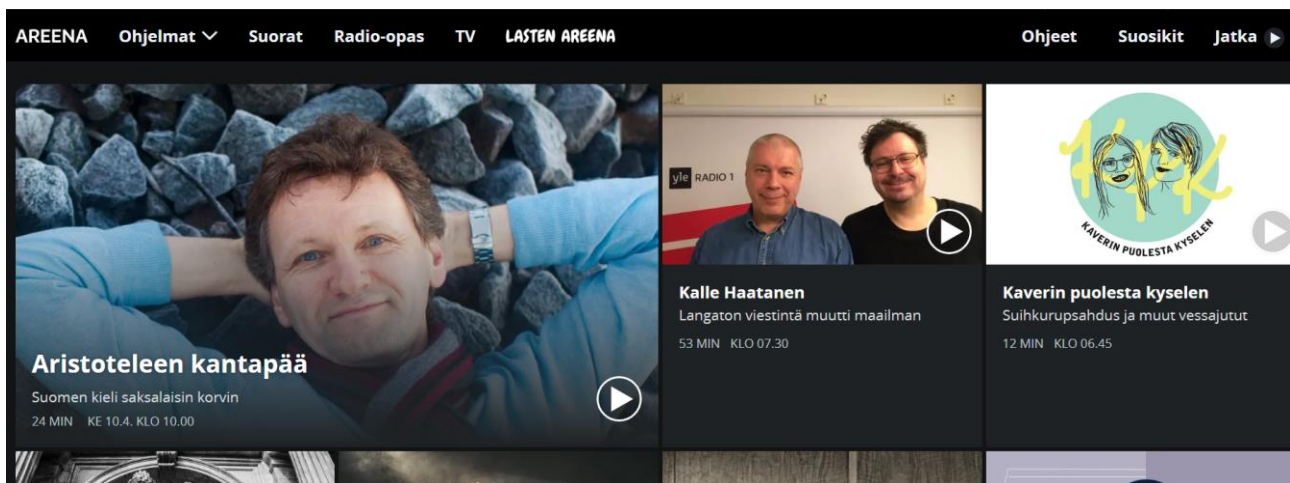 AREENA Ohjelmat Suorat Radio-opas TV LASTEN AREENA Ohjeet Suosikit Jatka
yle RADIO 1
KPK
KAVERIN PUOLESTA KYSELEN
Aristoteleen kantapää
Suomen kieli saksalaisin korvin
24 MIN KE 10.4. KLO 10.00
Kalle Haatanen
Langaton viestintä muutti maailman
53 MIN KLO 07.30
Kaverin puolesta kyselen
Suihkurupsahdus ja muut vessajutut
12 MIN KLO 06.45